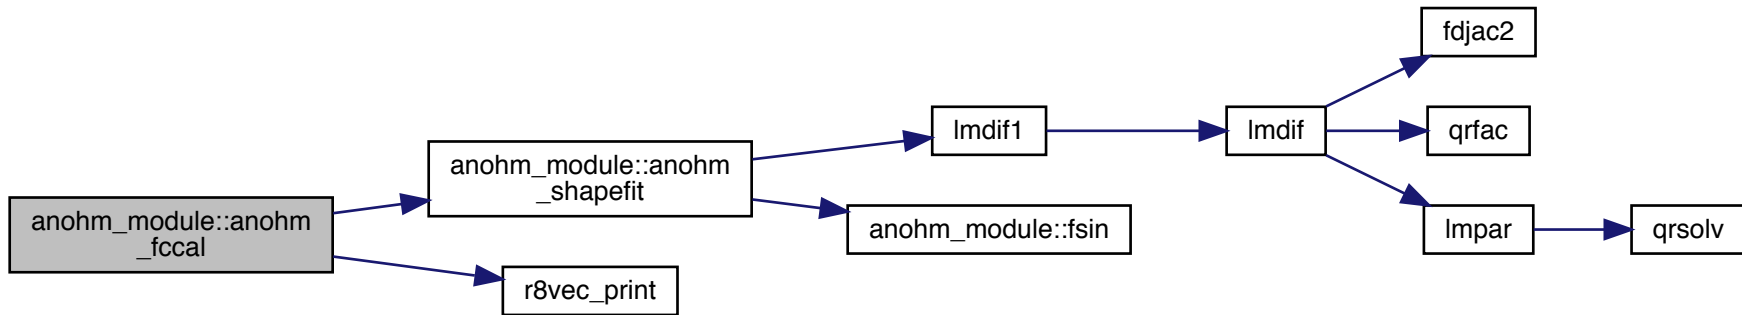 anohm_module::anohm
_fccal
anohm_module::anohm
_shapefit
r8vec_print
lmdif1
anohm_module::fsin
lmdif
fdjac2
qrfac
lmpar
qrsolv